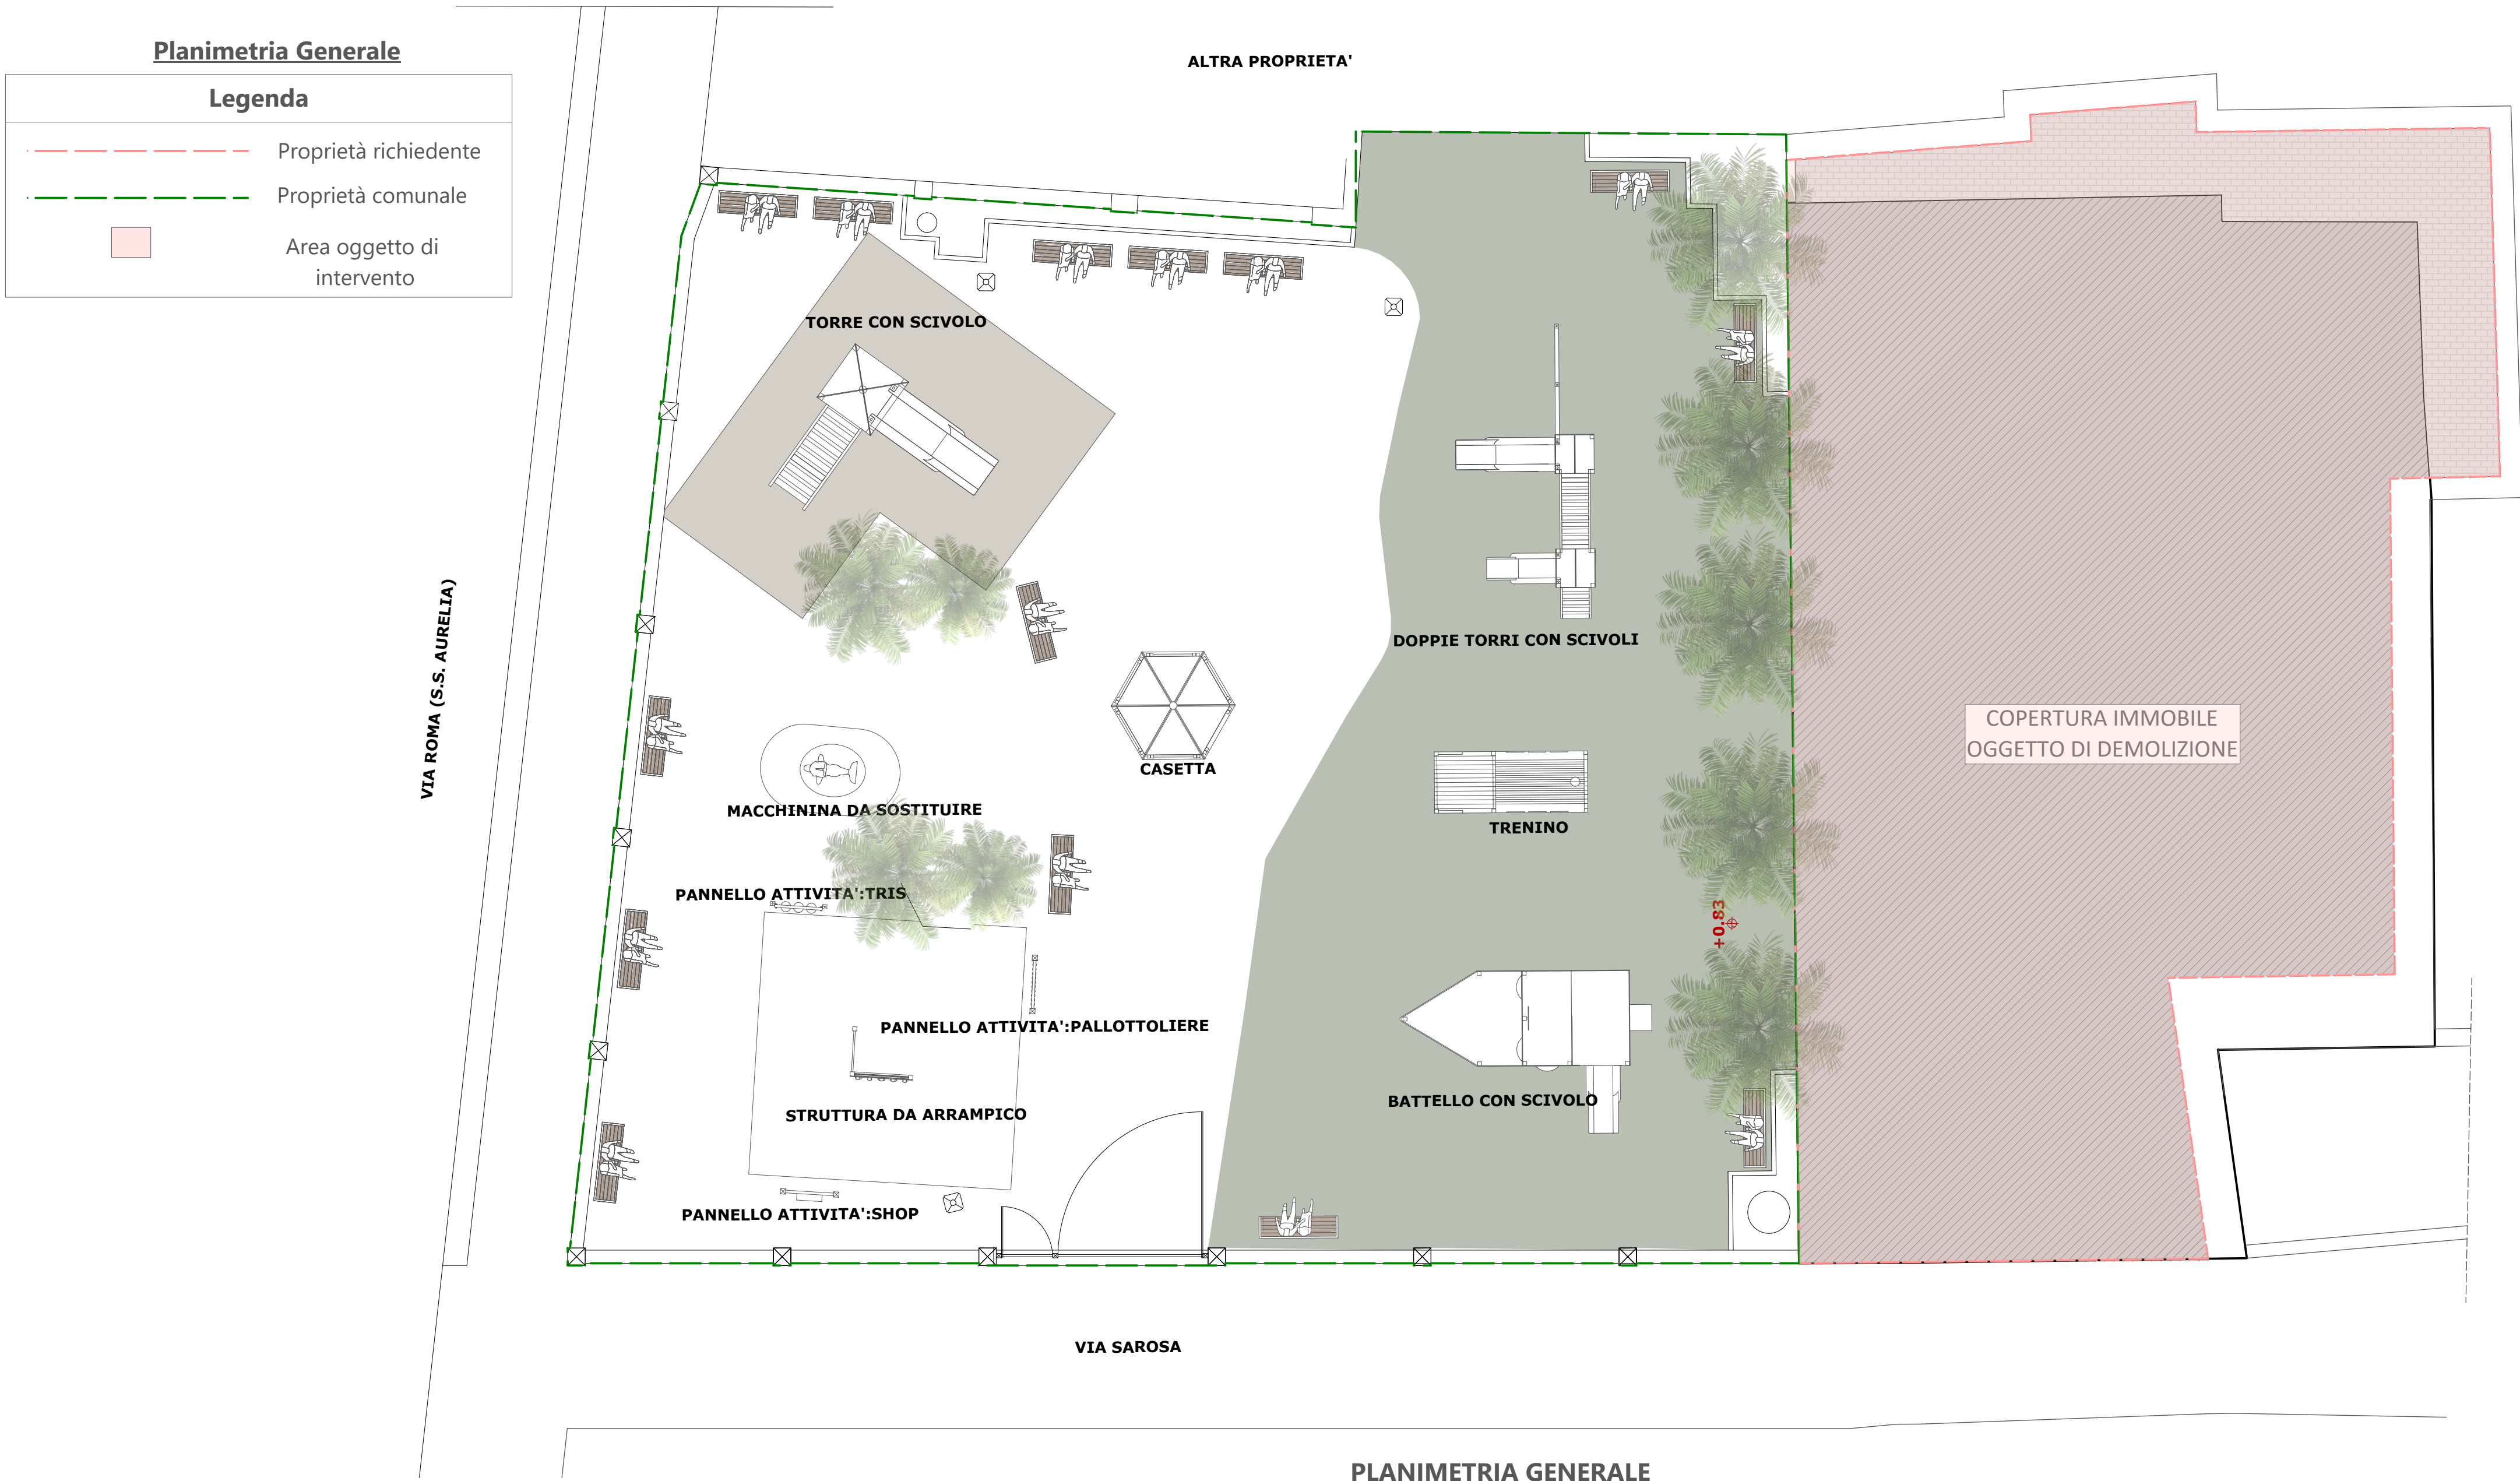 Planimetria Generale
Legenda
Proprietà richiedente
Proprietà comunale
Area oggetto di
intervento
ALTRA PROPRIETA'
TORRE CON SCIVOLO
VIA ROMA (S.S. AURELIA)
DOPPIE TORRI CON SCIVOLI
COPERTURA IMMOBILE
OGGETTO DI DEMOLIZIONE
CASETTA
MACCHININA DA SOSTITUIRE
TRENINO
PANNELLO ATTIVITA':TRIS
+0.83
PANNELLO ATTIVITA':PALLOTTOLIERE
BATTELLO CON SCIVOLO
STRUTTURA DA ARRAMPICO
PANNELLO ATTIVITA':SHOP
VIA SAROSA
PLANIMETRIA GENERALE